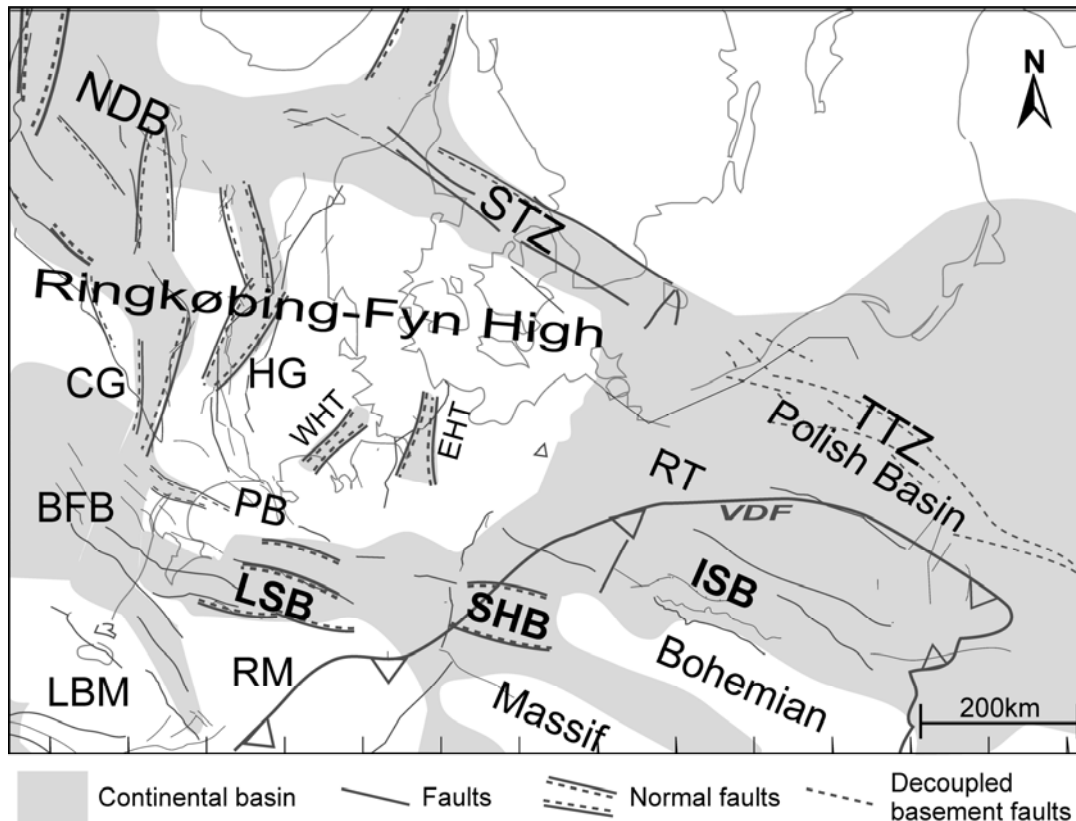 N
NDB
STZ
Ringkøbing-Fyn High
CG
HG
WHT
EHT
TTZ
Polish Basin
RT
BFB
PB
VDF
LSB
SHB
ISB
RM
LBM
Bohemian
Massif
200km
Continental basin
Faults
Normal faults
Decoupled
basement faults